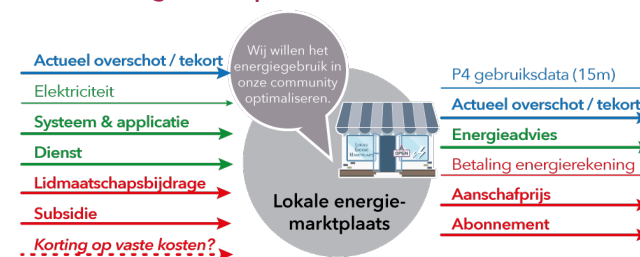 Actueel overschot / tekort
Elektriciteit
Systeem & applicatie
Dienst
Lidmaatschapsbijdrage
Subsidie
Korting op vaste kosten?
Wij willen het
energiegebruik in
onze community
optimaliseren.
OPEN
Lokale energie-
marktplaats
P4 gebruiksdata (15m)
Actueel overschot / tekort
Energieadvies
Betaling energierekening
Aanschafprijs
Abonnement